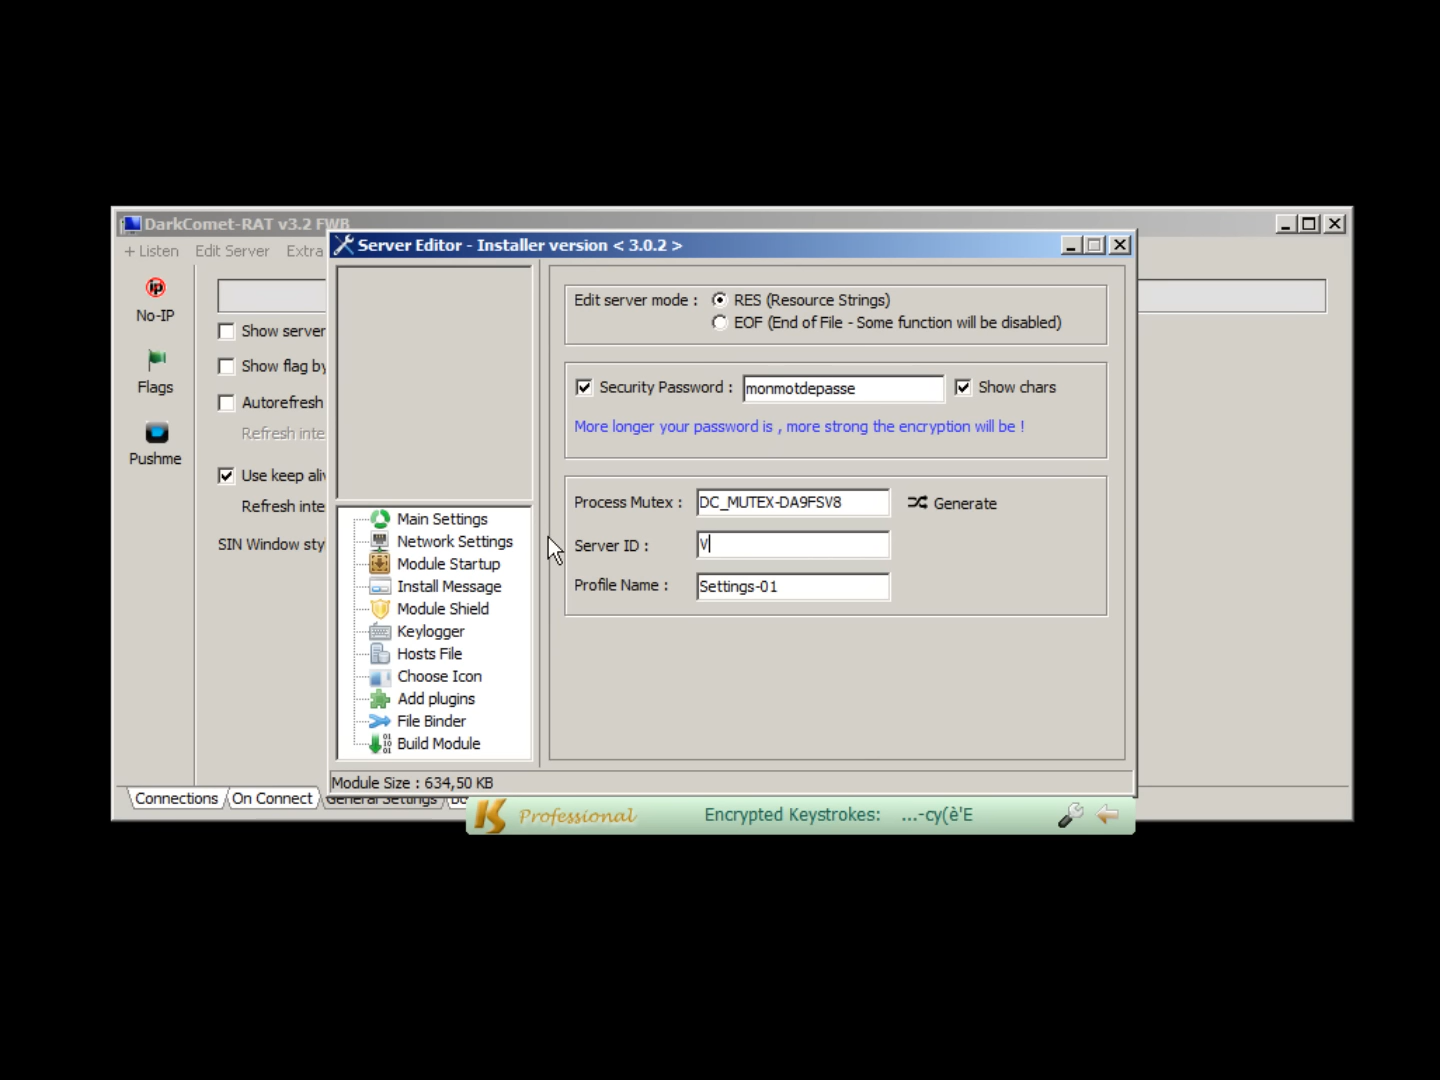 DarkComet-RAT v3.2 FWB
+ Listen Edit Server Extra
No-IP
Flags
Pushme
Show server
Show flag by
Autorefresh
Refresh inte
Use keep aliv
Refresh inte
SIN Window sty
Connections
On Connect
General Settings
Server Editor - Installer version < 3.0.2 >
Main Settings
Network Settings
Module Startup
Install Message
Module Shield
Keylogger
Hosts File
Choose Icon
Add plugins
File Binder
Build Module
Edit server mode : RES (Resource Strings)
EOF (End of File - Some function will be disabled)
Security Password : monmotdepasse Show chars
More longer your password is , more strong the encryption will be !
Process Mutex : DC_MUTEX-DA9FSV8 Generate
Server ID : V
Profile Name : Settings-01
Module Size : 634,50 KB
KS Professional Encrypted Keystrokes: ...-cy(è'E